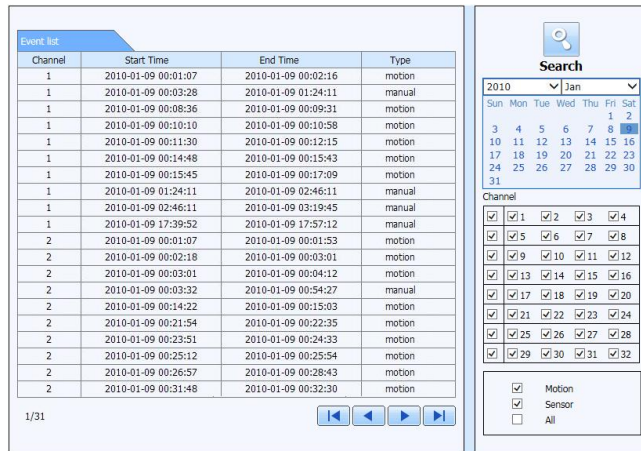 Event list
Channel Start Time End Time Type
1 2010-01-09 00:01:07 2010-01-09 00:02:16 motion
1 2010-01-09 00:03:28 2010-01-09 01:24:11 manual
1 2010-01-09 00:08:36 2010-01-09 00:09:31 motion
1 2010-01-09 00:10:10 2010-01-09 00:10:58 motion
1 2010-01-09 00:11:30 2010-01-09 00:12:15 motion
1 2010-01-09 00:14:48 2010-01-09 00:15:43 motion
1 2010-01-09 00:15:45 2010-01-09 00:17:09 motion
1 2010-01-09 01:24:11 2010-01-09 02:46:11 manual
1 2010-01-09 02:46:11 2010-01-09 03:19:45 manual
1 2010-01-09 17:39:52 2010-01-09 17:57:12 manual
2 2010-01-09 00:01:07 2010-01-09 00:01:53 motion
2 2010-01-09 00:02:18 2010-01-09 00:03:01 motion
2 2010-01-09 00:03:01 2010-01-09 00:04:12 motion
2 2010-01-09 00:03:32 2010-01-09 00:54:27 manual
2 2010-01-09 00:14:22 2010-01-09 00:15:03 motion
2 2010-01-09 00:21:54 2010-01-09 00:22:35 motion
2 2010-01-09 00:23:51 2010-01-09 00:24:33 motion
2 2010-01-09 00:25:12 2010-01-09 00:25:54 motion
2 2010-01-09 00:26:57 2010-01-09 00:28:43 motion
2 2010-01-09 00:31:48 2010-01-09 00:32:30 motion
1/31
Search
2010 Jan
Sun Mon Tue Wed Thu Fri Sat
1 2
3 4 5 6 7 8 9
10 11 12 13 14 15 16
17 18 19 20 21 22 23
24 25 26 27 28 29 30
31
Channel
1 2 3 4
5 6 7 8
9 10 11 12
13 14 15 16
17 18 19 20
21 22 23 24
25 26 27 28
29 30 31 32
Motion
Sensor
All